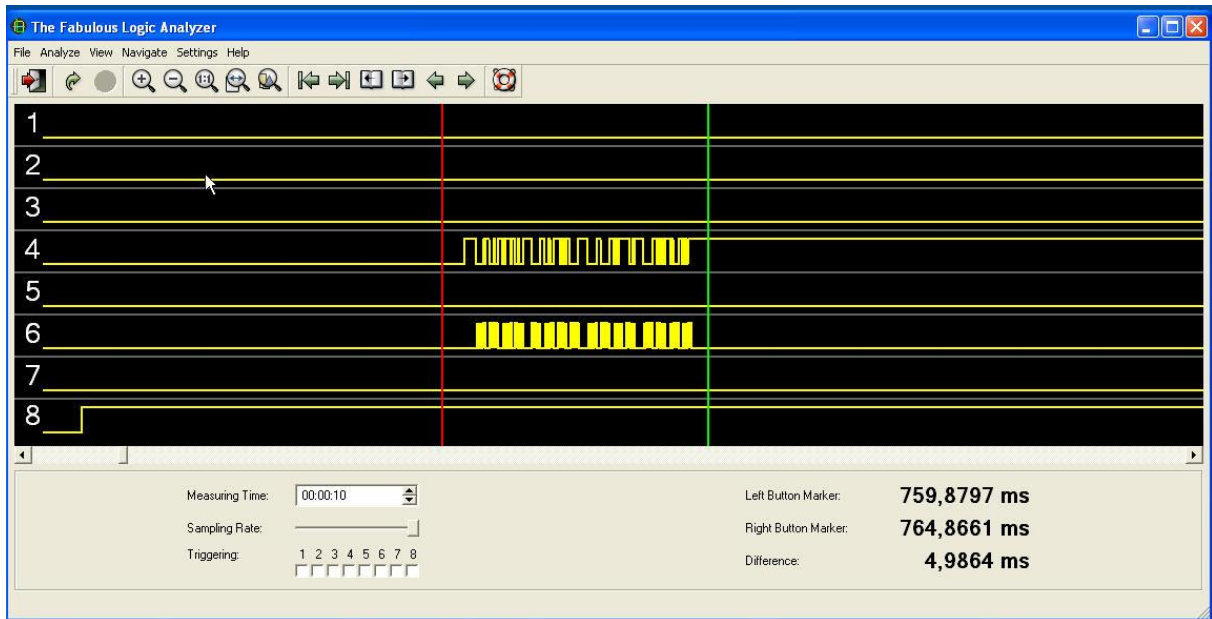 The Fabulous Logic Analyzer
File Analyze View Navigate Settings Help
1
2
3
4
5
6
7
8
Measuring Time: 00:00:10
Sampling Rate:
Triggering: 1 2 3 4 5 6 7 8
Left Button Marker: 759,8797 ms
Right Button Marker: 764,8661 ms
Difference: 4,9864 ms